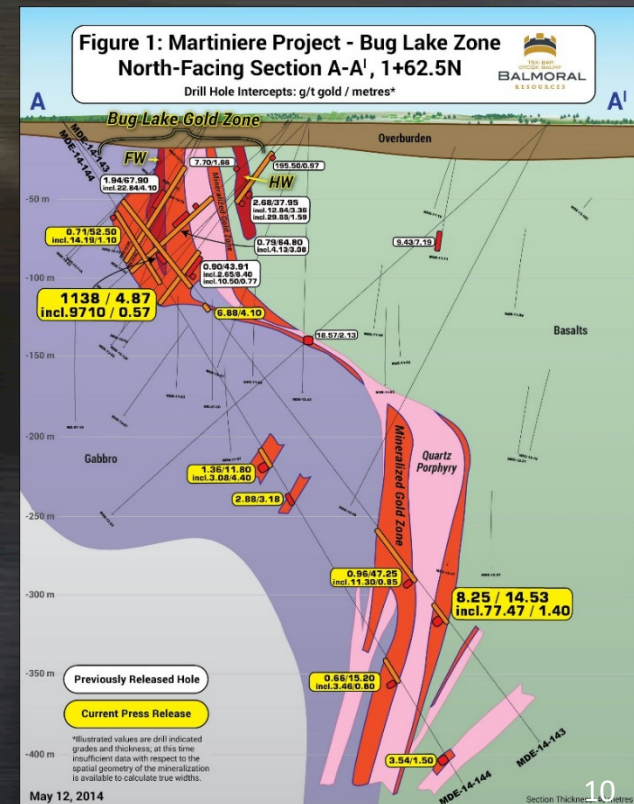 Figure 1: Martiniere Project - Bug Lake Zone
North-Facing Section A-A', 1+62.5N
Drill Hole Intercepts: g/t gold / metres*
BALMORAL
RESOURCES
A
A'
Bug Lake Gold Zone
Overburden
MDE-14-143
MDE-14-144
FW
HW
7.70/1.66
195.50/0.97
1.94/67.90
incl.22.84/4.10
Mineralized Gold Zone
-50 m
2.68/37.95
incl.12.84/3.36
incl.29.88/1.59
0.71/52.50
incl.14.19/1.10
0.79/64.80
incl.4.13/3.08
9.43/7.19
0.90/43.91
incl.2.65/8.40
incl.10.50/0.77
-100 m
1138 / 4.87
incl.9710 / 0.57
6.88/4.10
18.57/2.13
Basalts
-150 m
-200 m
Gabbro
Mineralized Gold Zone
Quartz
Porphyry
1.36/11.80
incl.3.08/4.40
2.88/3.18
-250 m
0.96/47.25
incl.11.30/0.85
8.25 / 14.53
incl.77.47 / 1.40
-300 m
-350 m
Previously Released Hole
0.66/15.20
incl.3.46/0.80
Current Press Release
*Illustrated values are drill indicated
grades and thickness; at this time
insufficient data with respect to the
spatial geometry of the mineralization
is available to calculate true widths.
3.54/1.50
-400 m
MDE-14-143
MDE-14-144
May 12, 2014
Section Thickness
metres
10